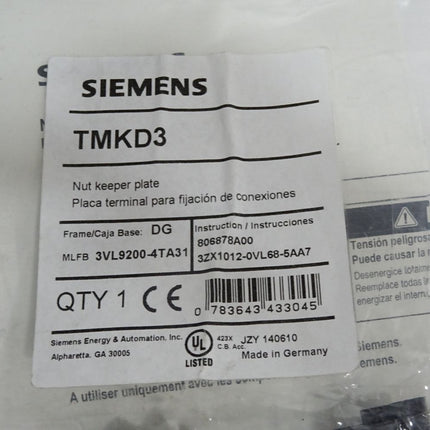 SIEMENS
TMKD3
Nut keeper plate
Placa terminal para fijación de conexiones
Frame/Caja Base: DG
MLFB 3VL9200-4TA31
Instruction / Instrucciones
806878A00
3ZX1012-0VL68-5AA7
QTY 1 CE
0 783643 433045
Siemens Energy & Automation, Inc.
Alpharetta. GA 30005
UL
LISTED
423X
C.B. Acc.
JZY 140610
Made in Germany
Tensión peligrosa
Puede causar la
Desenergice
Reemplace todas
energizar el
Siemens.
A utiliser uniquement avec les